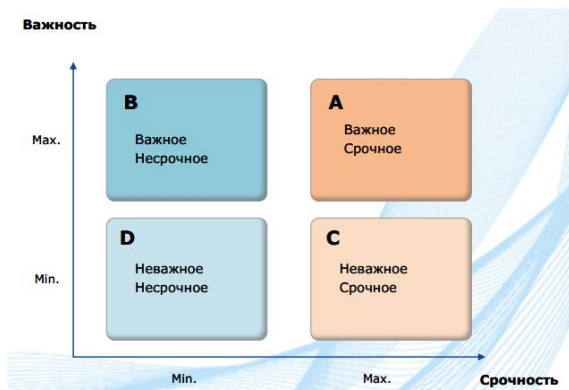 Важность
B
Важное
Несрочное
A
Важное
Срочное
Max.
D
Неважное
Несрочное
C
Неважное
Срочное
Min.
Min.
Max.
Срочность